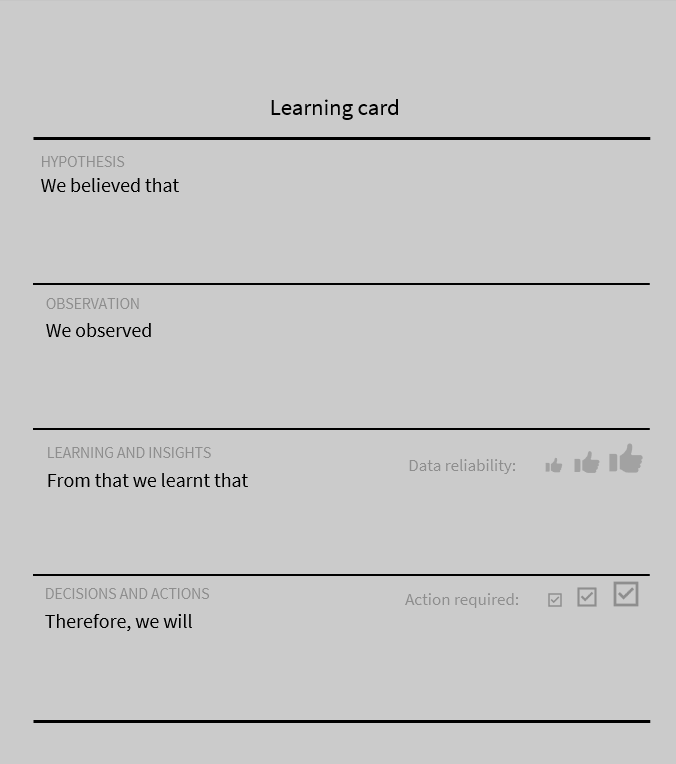 Learning card
HYPOTHESIS
We believed that
OBSERVATION
We observed
LEARNING AND INSIGHTS
Data reliability:
From that we learnt that
DECISIONS AND ACTIONS
Action required:
Therefore, we will